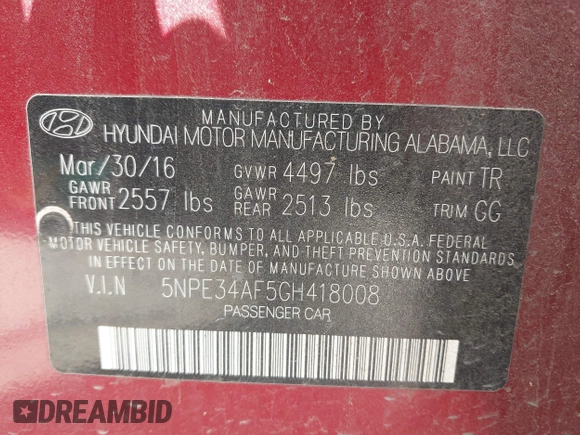 MANUFACTURED BY
HYUNDAI MOTOR MANUFACTURING ALABAMA, LLC
Mar/30/16 GVWR 4497 lbs PAINT TR
GAWR FRONT 2557 lbs GAWR REAR 2513 lbs TRIM GG
THIS VEHICLE CONFORMS TO ALL APPLICABLE U.S.A. FEDERAL
MOTOR VEHICLE SAFETY, BUMPER, AND THEFT PREVENTION STANDARDS
IN EFFECT ON THE DATE OF MANUFACTURE SHOWN ABOVE.
V.I.N 5NPE34AF5GH418008
PASSENGER CAR
DREAMBID